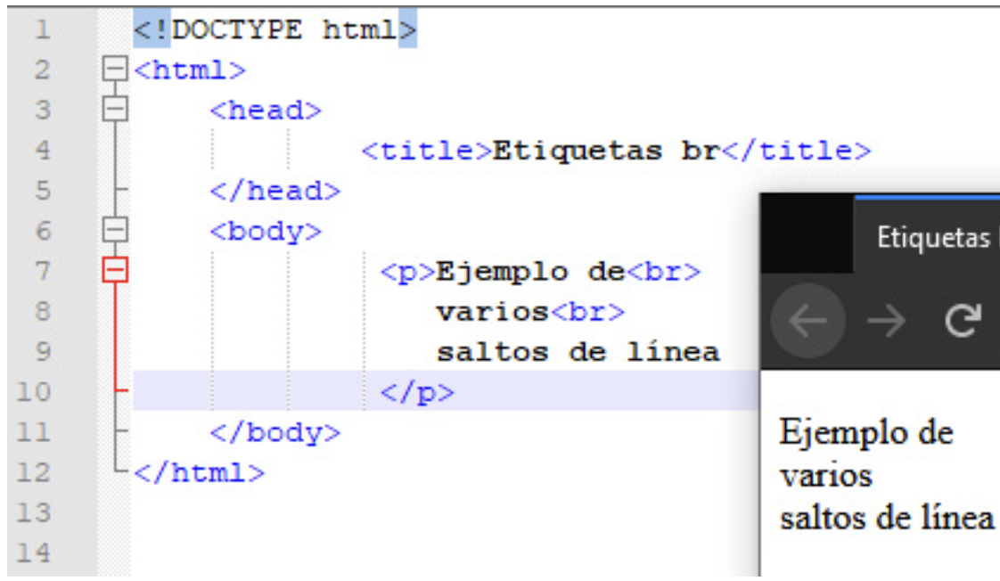 1 <!DOCTYPE html>
2 <html>
3 <head>
4 <title>Etiquetas br</title>
5 </head>
6 <body>
7 <p>Ejemplo de<br>
8 varios<br>
9 saltos de línea
10 </p>
11 </body>
12 </html>
13
14
Etiquetas
Ejemplo de
varios
saltos de línea